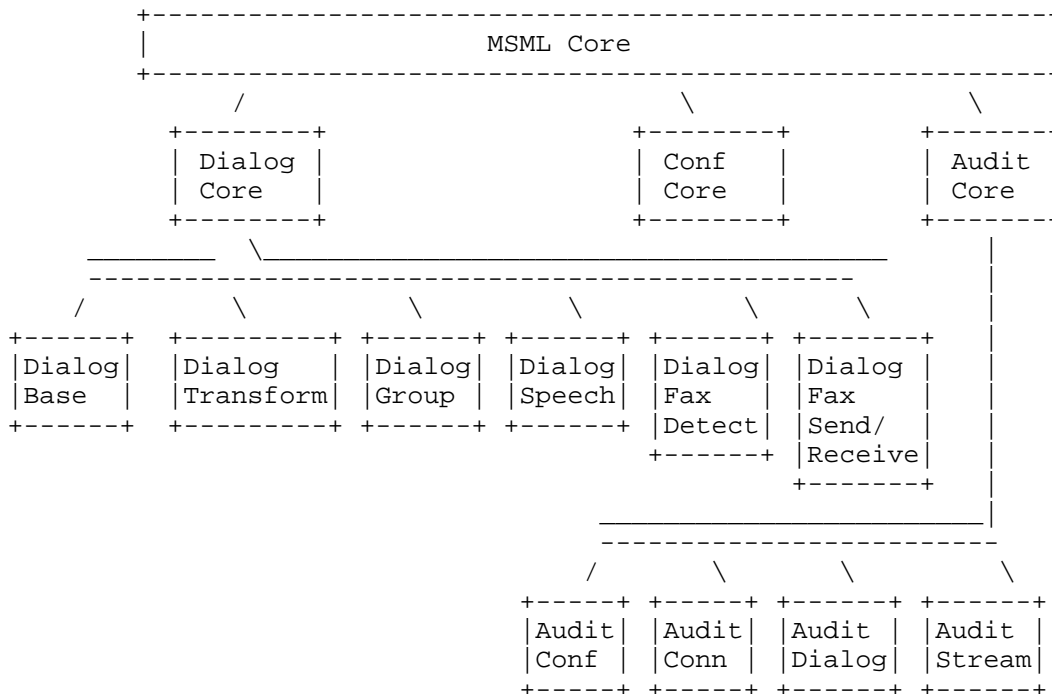 MSML Core
Dialog Conf Audit
Core Core Core
Dialog Dialog Dialog Dialog Dialog Dialog
Base Transform Group Speech Fax Fax
Detect Send/
Receive
Audit Audit Audit Audit
Conf Conn Dialog Stream